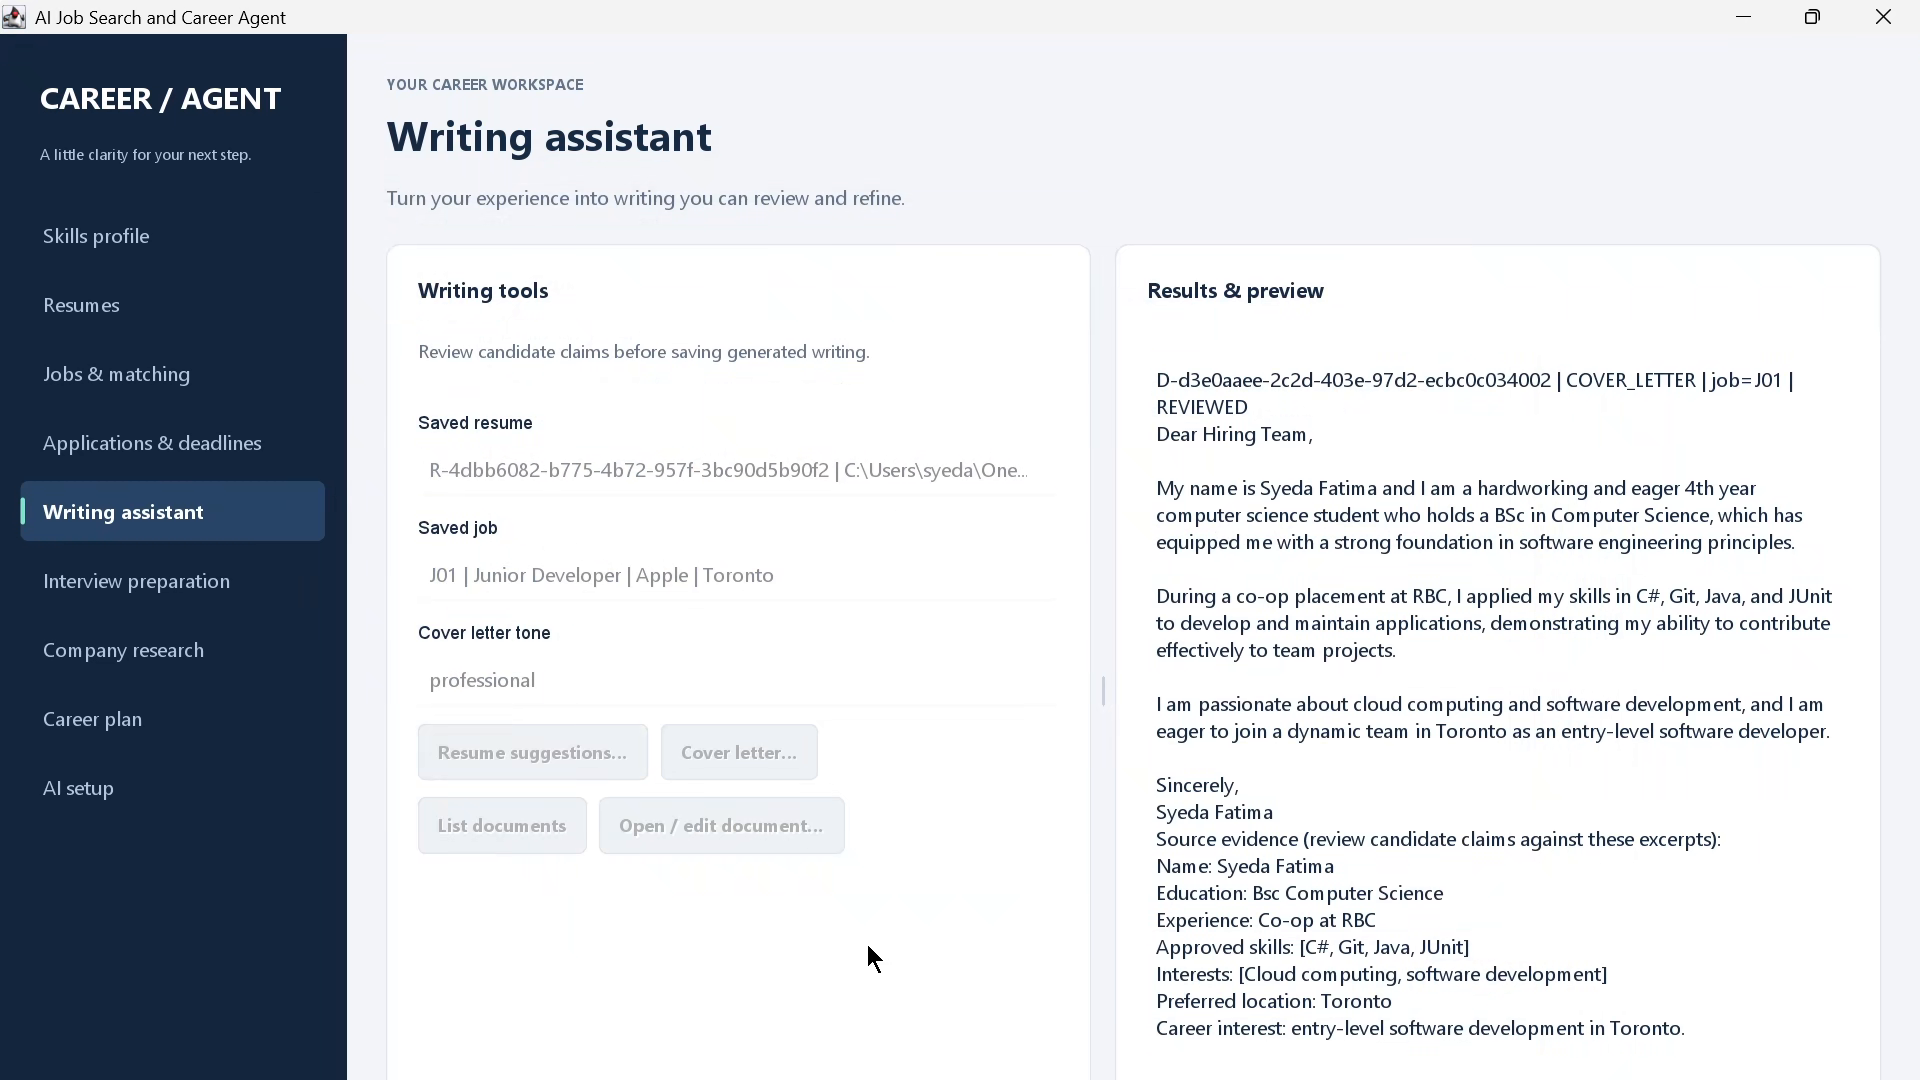 AI Job Search and Career Agent
CAREER / AGENT
A little clarity for your next step.
Skills profile
Resumes
Jobs & matching
Applications & deadlines
Writing assistant
Interview preparation
Company research
Career plan
AI setup
YOUR CAREER WORKSPACE
Writing assistant
Turn your experience into writing you can review and refine.
Writing tools
Review candidate claims before saving generated writing.
Saved resume
R-4dbb6082-b775-4b72-957f-3bc90d5b90f2 | C:\Users\syeda\One...
Saved job
J01 | Junior Developer | Apple | Toronto
Cover letter tone
professional
Resume suggestions...
Cover letter...
List documents
Open / edit document...
Results & preview
D-d3e0aaee-2c2d-403e-97d2-ecbc0c034002 | COVER_LETTER | job=J01 |
REVIEWED
Dear Hiring Team,
My name is Syeda Fatima and I am a hardworking and eager 4th year
computer science student who holds a BSc in Computer Science, which has
equipped me with a strong foundation in software engineering principles.
During a co-op placement at RBC, I applied my skills in C#, Git, Java, and JUnit
to develop and maintain applications, demonstrating my ability to contribute
effectively to team projects.
I am passionate about cloud computing and software development, and I am
eager to join a dynamic team in Toronto as an entry-level software developer.
Sincerely,
Syeda Fatima
Source evidence (review candidate claims against these excerpts):
Name: Syeda Fatima
Education: Bsc Computer Science
Experience: Co-op at RBC
Approved skills: [C#, Git, Java, JUnit]
Interests: [Cloud computing, software development]
Preferred location: Toronto
Career interest: entry-level software development in Toronto.